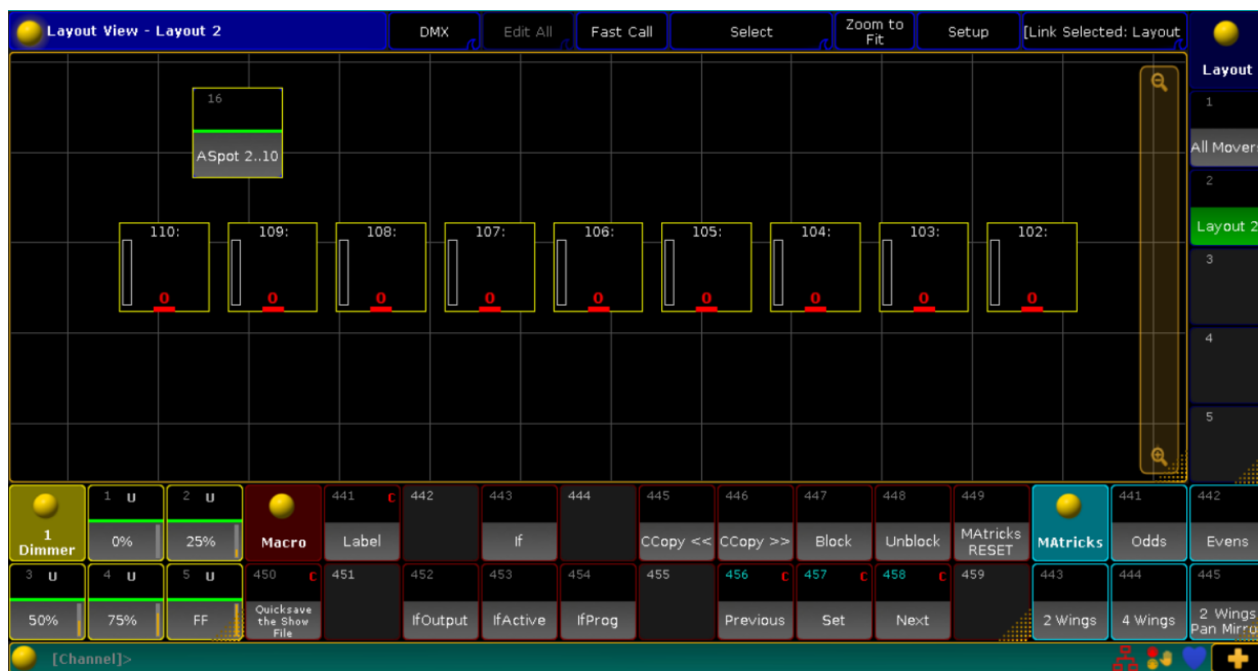 Layout View - Layout 2
DMX
Edit All
Fast Call
Select
Zoom to
Fit
Setup
[Link Selected: Layout
Layout
16
ASpot 2..10
1
All Movers
2
Layout 2
3
4
5
110:
109:
108:
107:
106:
105:
104:
103:
102:
0
0
0
0
0
0
0
0
0
1
Dimmer
1 U
0%
2 U
25%
Macro
441 C
Label
442
443
If
444
445
CCopy <<
446
CCopy >>
447
Block
448
Unblock
449
MAtricks
RESET
MAtricks
441
Odds
442
Evens
3 U
50%
4 U
75%
5 U
FF
450 C
Quicksave
the Show
File
451
452
IfOutput
453
IfActive
454
IfProg
455
456 C
Previous
457 C
Set
458 C
Next
459
443
2 Wings
444
4 Wings
445
2 Wings
Pan Mirro
[Channel]>